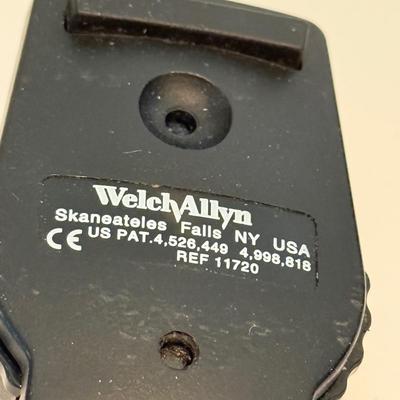 WelchAllyn
Skaneateles Falls NY USA
US PAT.4,526,449 4,998,818
CE
REF 11720